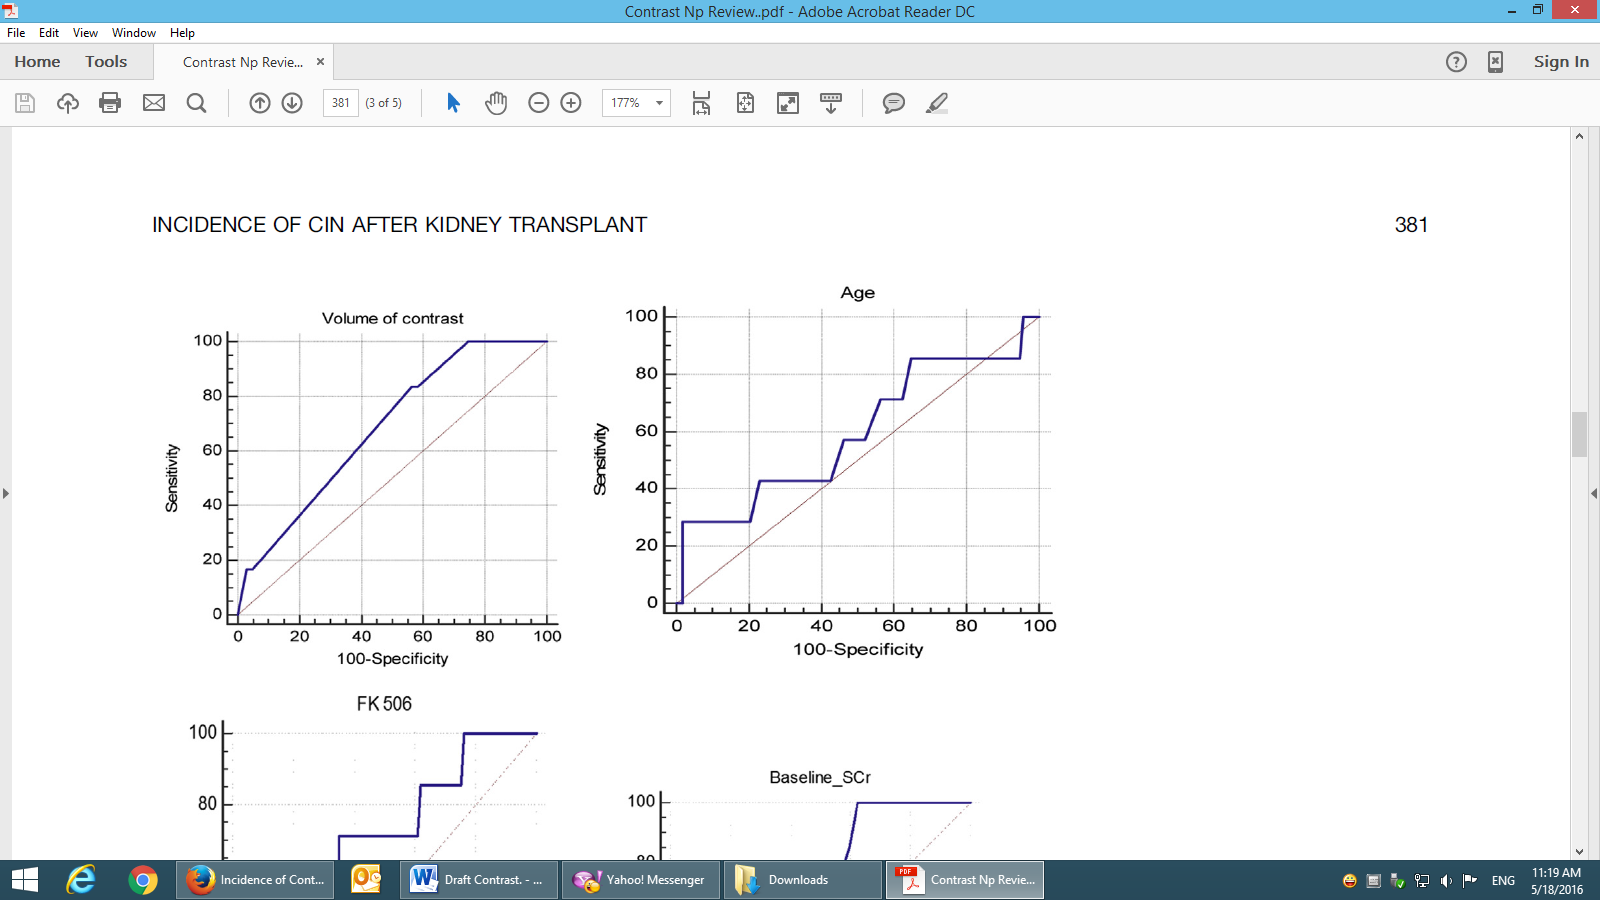 Contrast Np Review..pdf - Adobe Acrobat Reader DC
File Edit View Window Help
Home Tools Contrast Np Revie... × Sign In
381 (3 of 5) 177%
INCIDENCE OF CIN AFTER KIDNEY TRANSPLANT 381
Volume of contrast
100
80
60
40
20
0
Sensitivity
0 20 40 60 80 100
100-Specificity
Age
100
80
60
40
20
0
Sensitivity
0 20 40 60 80 100
100-Specificity
FK 506
100
80
Baseline_SCr
100
80
Incidence of Cont... Draft Contrast. - ... Yahoo! Messenger Downloads Contrast Np Revie... ENG 11:19 AM
5/18/2016